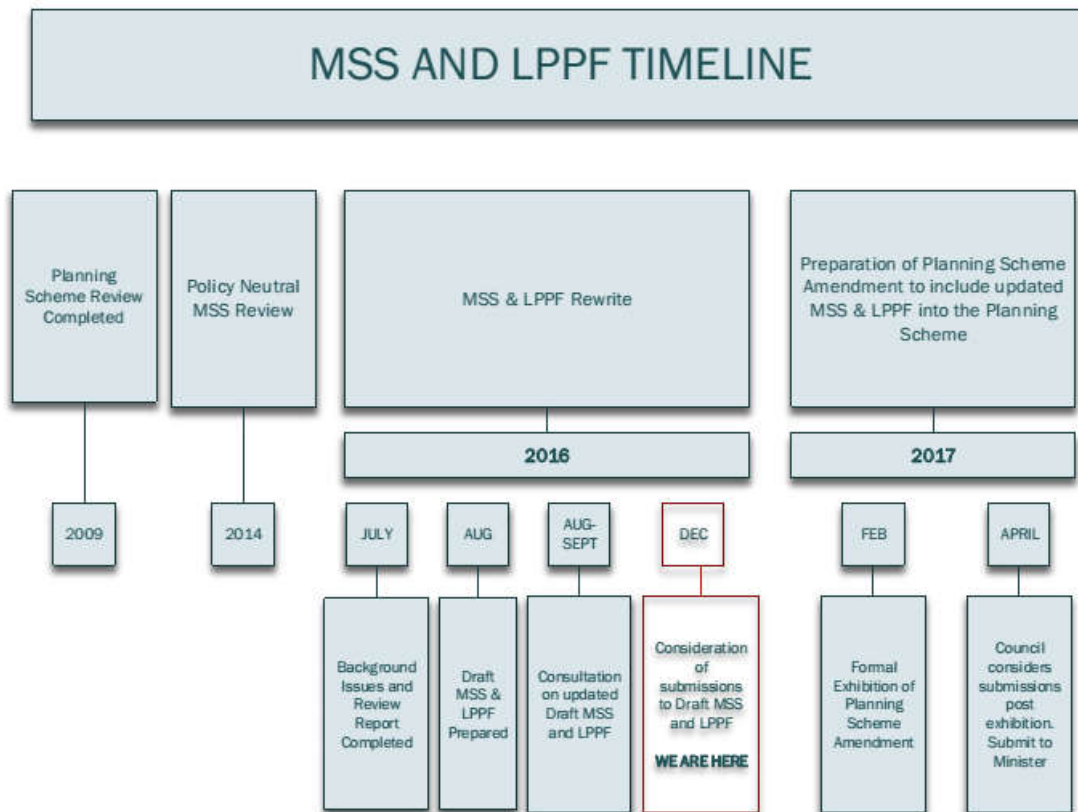 MSS AND LPPF TIMELINE
Planning
Scheme Review
Completed
Policy Neutral
MSS Review
MSS & LPPF Rewrite
Preparation of Planning Scheme
Amendment to include updated
MSS & LPPF into the Planning
Scheme
2016
2017
2009
2014
JULY
AUG
AUG-
SEPT
DEC
FEB
APRIL
Background
Issues and
Review
Report
Completed
Draft
MSS &
LPPF
Prepared
Consultation
on updated
Draft MSS
and LPPF
Consideration
of
submissions
to Draft MSS
and LPPF
WE ARE HERE
Formal
Exhibition of
Planning
Scheme
Amendment
Council
considers
submissions
post
exhibition.
Submit to
Minister